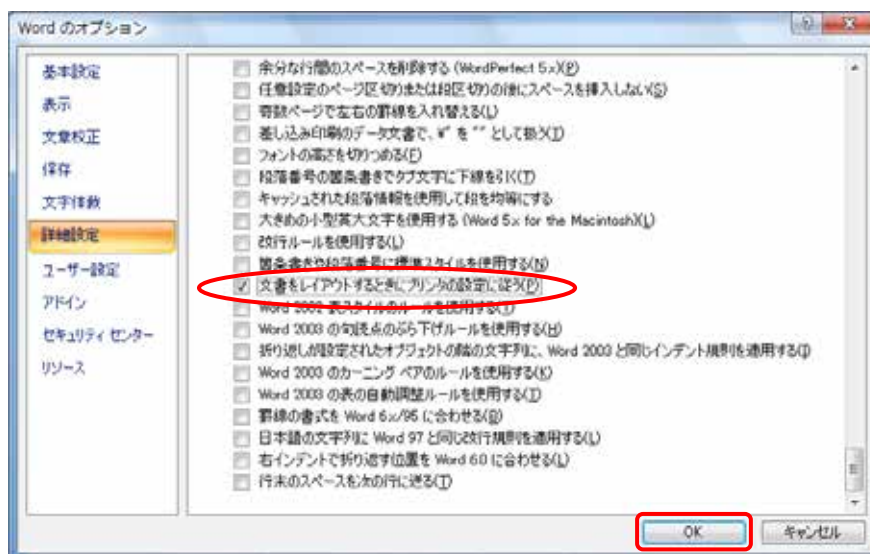 Word のオプション
基本設定
表示
文章校正
保存
文字体裁
詳細設定
ユーザー設定
アドイン
セキュリティ センター
リソース
余分な行間のスペースを削除する (WordPerfect 5.x)(P)
任意設定のページ区切りまたは段区切りの後にスペースを挿入しない(S)
奇数ページで左右の罫線を入れ替える(L)
差し込み印刷のデータ文書で、¥" を "" として扱う(T)
フォントの高さを切りつめる(F)
段落番号の箇条書きでタブ文字に下線を引く(T)
キャッシュされた段落情報を使用して段を均等にする
大きめの小型英大文字を使用する (Word 5.x for the Macintosh)(L)
改行ルールを使用する(L)
箇条書きや段落番号に標準スタイルを使用する(N)
文書をレイアウトするときにプリンタの設定に従う(P)
Word 2002 表スタイルのルールを使用する(T)
Word 2003 の句読点のぶら下げルールを使用する(H)
折り返しが設定されたオブジェクトの隣の文字列に、Word 2003 と同じインデント規則を適用する(I)
Word 2003 のカーニング ペアのルールを使用する(K)
Word 2003 の表の自動調整ルールを使用する(T)
罫線の書式を Word 6.x/95 に合わせる(B)
日本語の文字列に Word 97 と同じ改行規則を適用する(L)
右インデントで折り返す位置を Word 6.0 に合わせる(L)
行末のスペースを次の行に送る(T)
OK
キャンセル